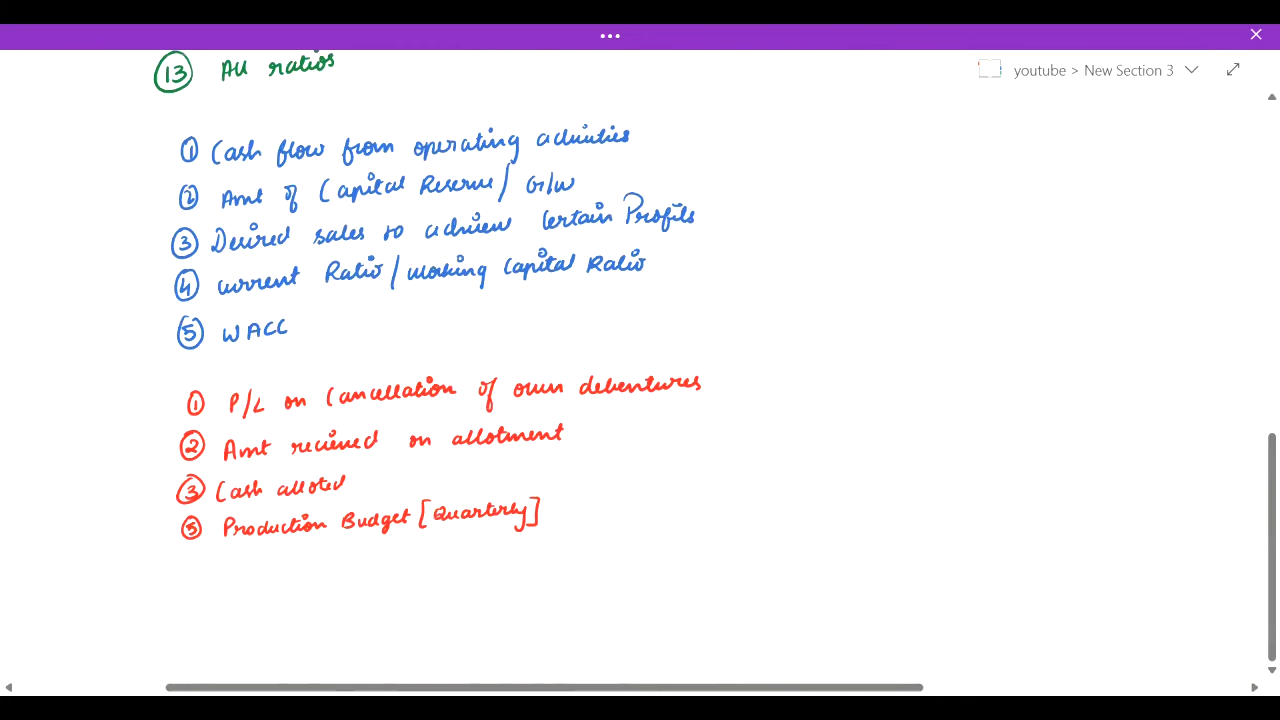 13 All ratios
youtube > New Section 3
1 Cash flow from operating activities
2 Amt of Capital Reserve / G/W
3 Desired sales to achieve certain Profits
4 Current Ratio / working capital Ratio
5 WACC
1 P/L on Cancellation of own debentures
2 Amt recieved on allotment
3 Cash alloted
5 Production Budget [Quarterly]